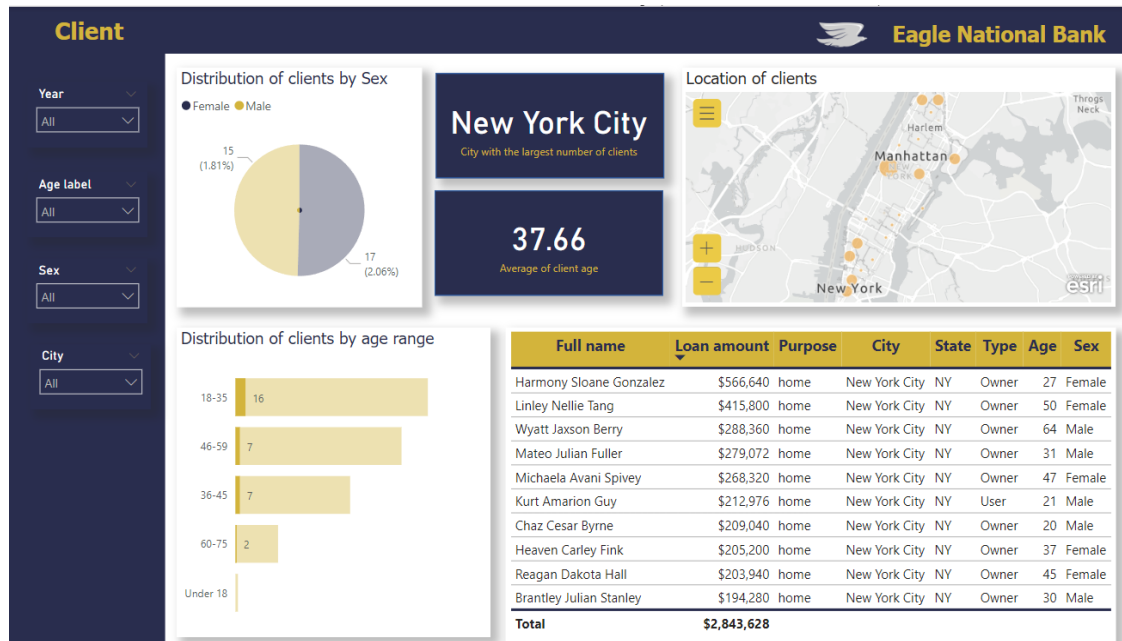 Client
Eagle National Bank
Year
All
Age label
All
Sex
All
City
All
Distribution of clients by Sex
Female Male
15
(1.81%)
17
(2.06%)
New York City
City with the largest number of clients
37.66
Average of client age
Location of clients
Throgs
Neck
Harlem
Manhattan
NEW
YORK
HUDSON
New York
esri
Distribution of clients by age range
18-35 16
46-59 7
36-45 7
60-75 2
Under 18
Full name Loan amount Purpose City State Type Age Sex
Harmony Sloane Gonzalez $566,640 home New York City NY Owner 27 Female
Linley Nellie Tang $415,800 home New York City NY Owner 50 Female
Wyatt Jaxson Berry $288,360 home New York City NY Owner 64 Male
Mateo Julian Fuller $279,072 home New York City NY Owner 31 Male
Michaela Avani Spivey $268,320 home New York City NY Owner 47 Female
Kurt Amarion Guy $212,976 home New York City NY User 21 Male
Chaz Cesar Byrne $209,040 home New York City NY Owner 20 Male
Heaven Carley Fink $205,200 home New York City NY Owner 37 Female
Reagan Dakota Hall $203,940 home New York City NY Owner 45 Female
Brantley Julian Stanley $194,280 home New York City NY Owner 30 Male
Total $2,843,628